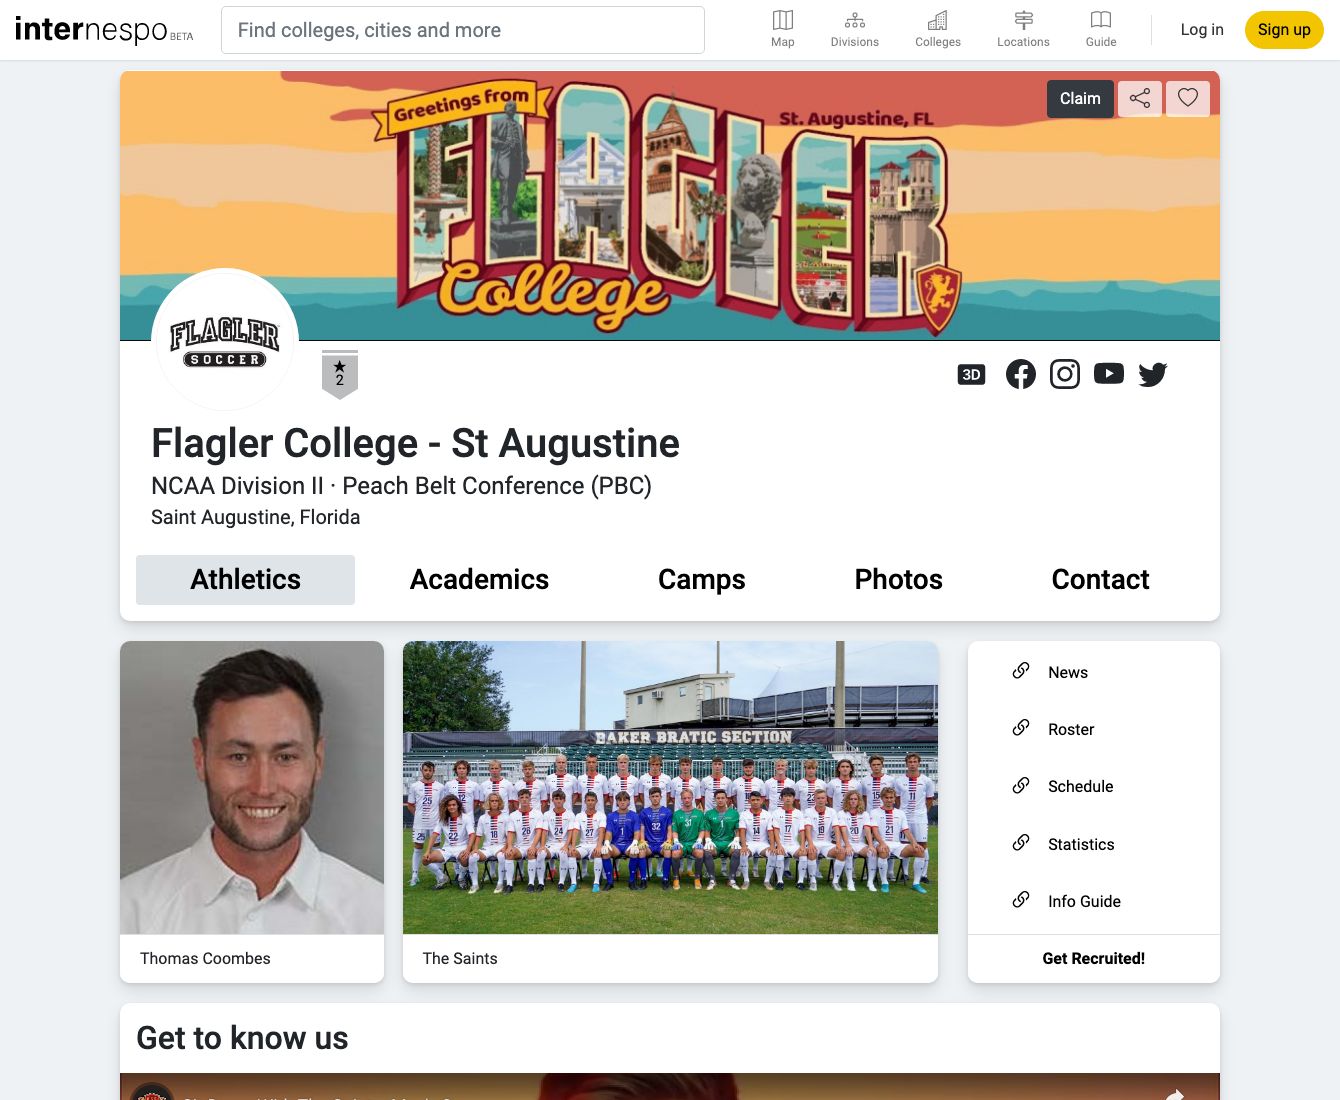 internespo BETA
Find colleges, cities and more
Map
Divisions
Colleges
Locations
Guide
Log in
Sign up
Greetings from
St. Augustine, FL
FLAGLER
College
Claim
FLAGLER
SOCCER
2
3D
Flagler College - St Augustine
NCAA Division II · Peach Belt Conference (PBC)
Saint Augustine, Florida
Athletics
Academics
Camps
Photos
Contact
BAKER BRATIC SECTION
Thomas Coombes
The Saints
News
Roster
Schedule
Statistics
Info Guide
Get Recruited!
Get to know us